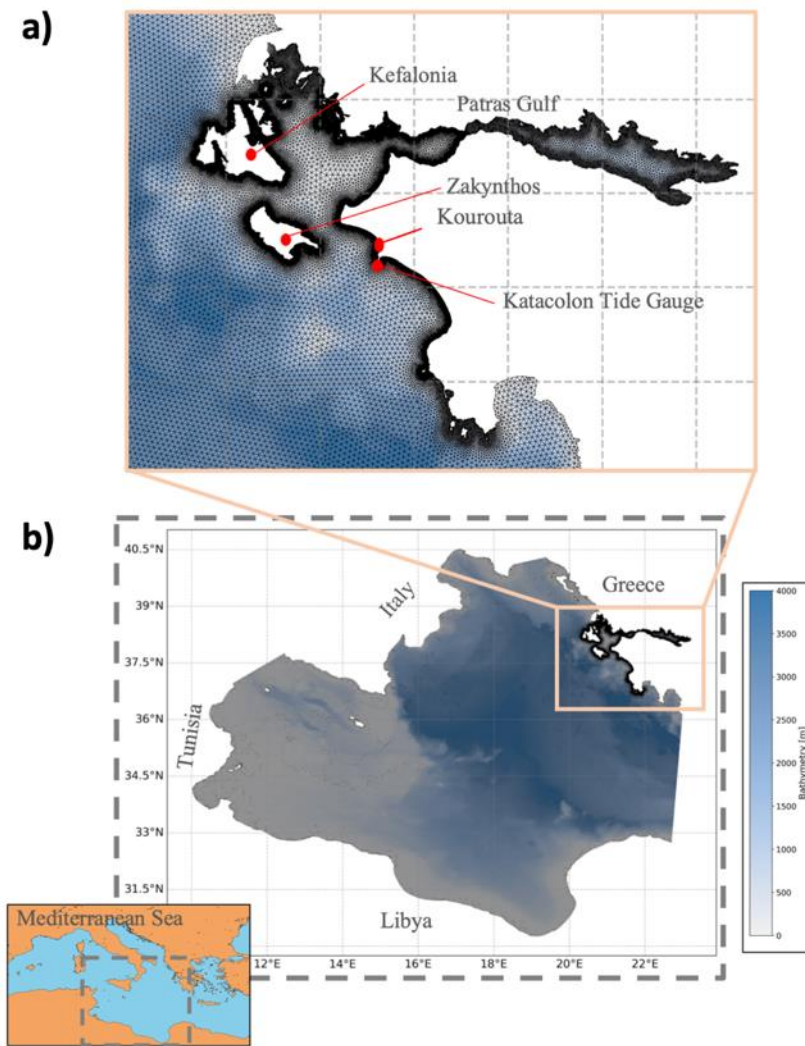 a)
Kefalonia
Patras Gulf
Zakynthos
Kourouta
Katacolon Tide Gauge
b)
40.5°N
39°N
37.5°N
36°N
34.5°N
33°N
31.5°N
Italy
Greece
Tunisia
Libya
12°E
14°E
16°E
18°E
20°E
22°E
4000
3500
3000
2500
2000
1500
1000
500
0
Bathymetry [m]
Mediterranean Sea